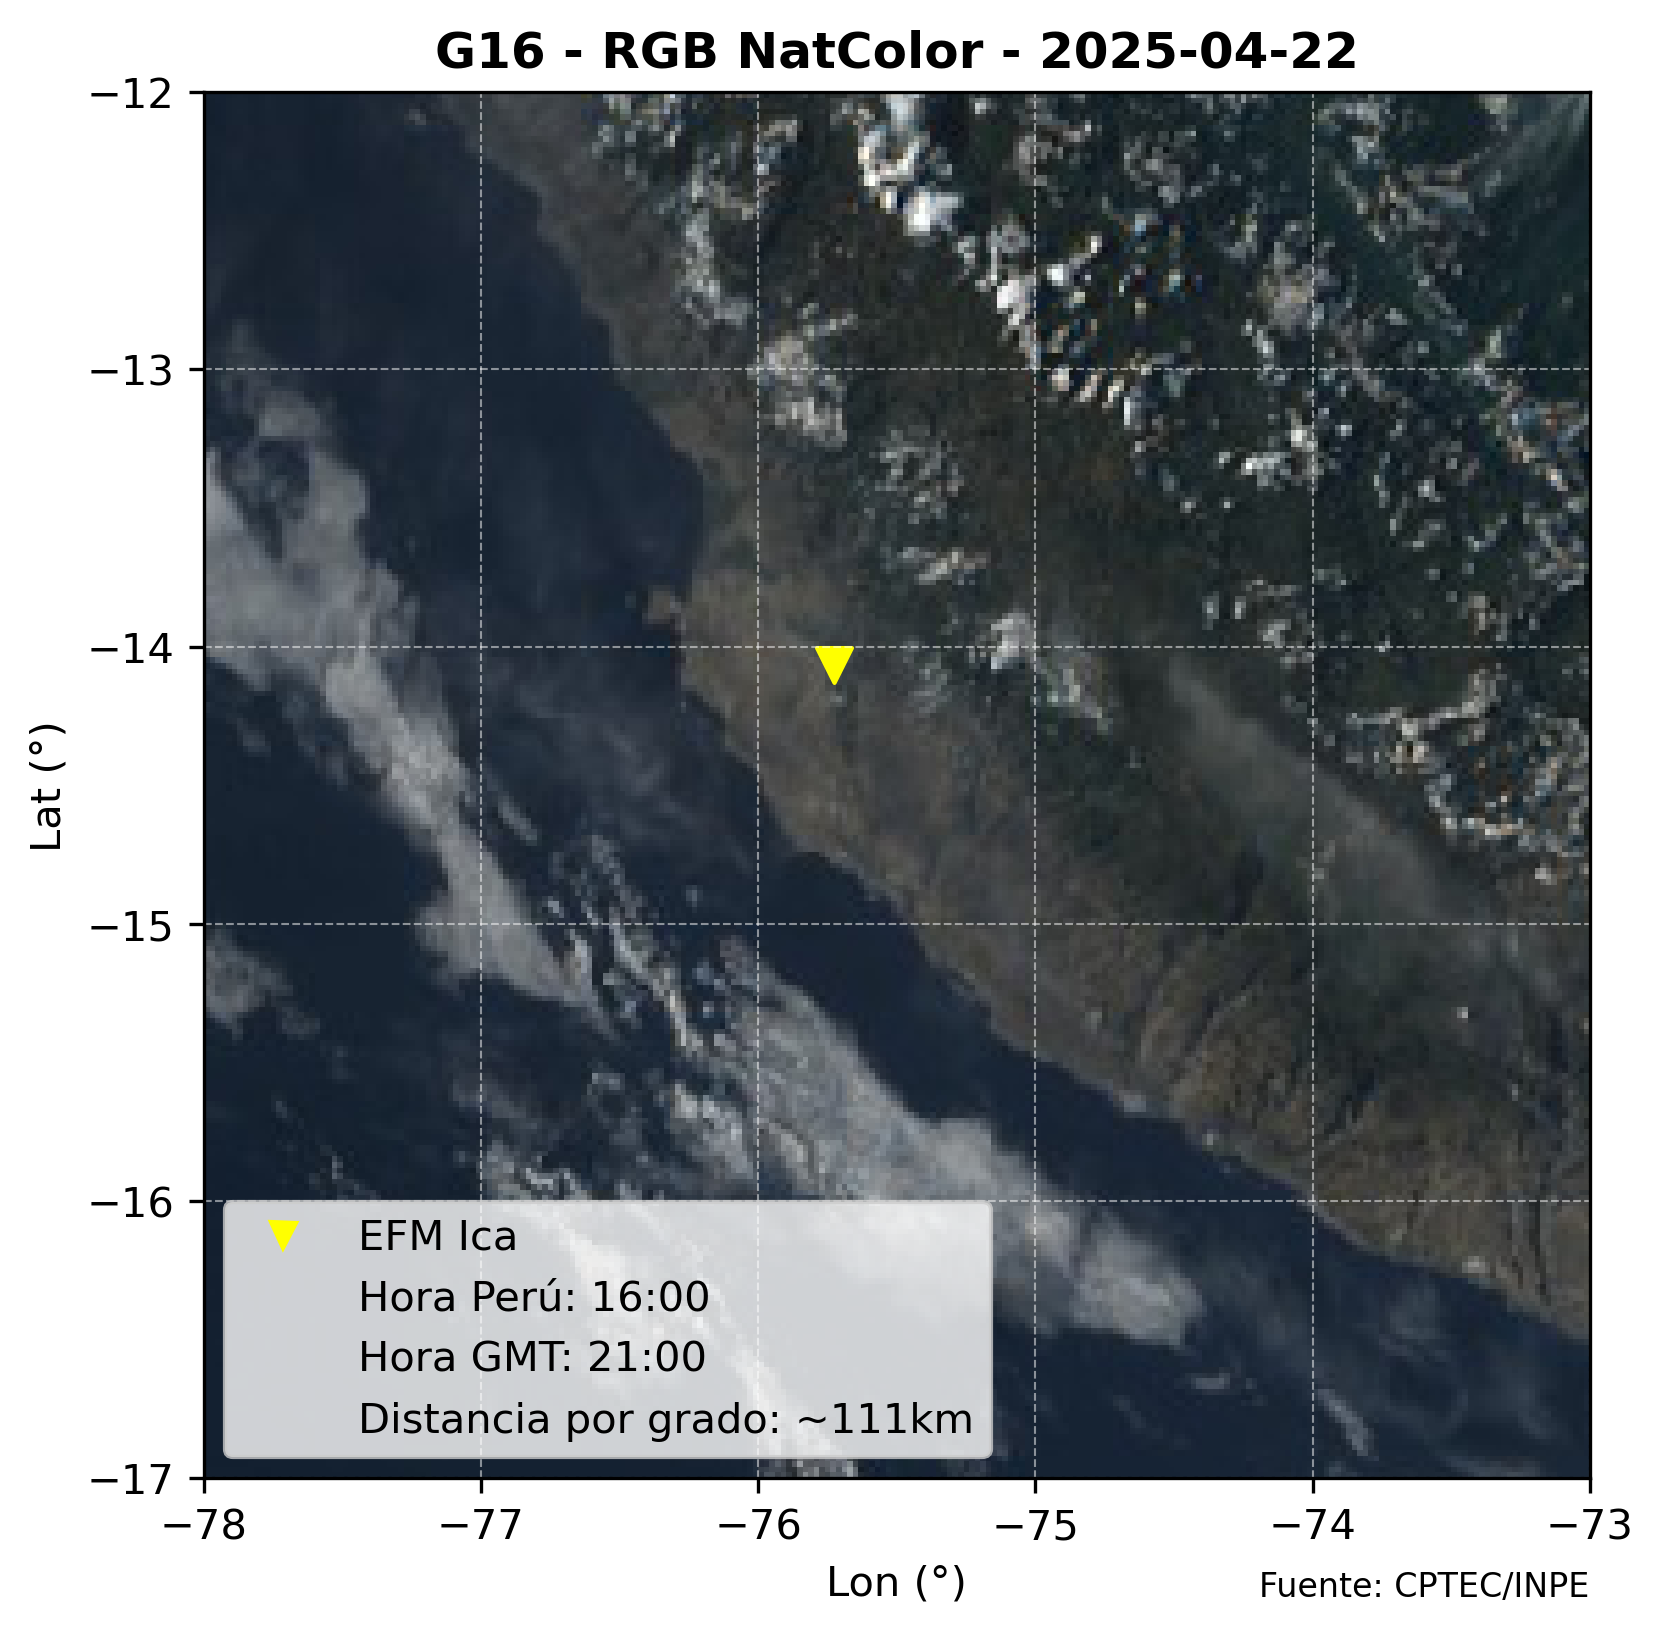 G16 - RGB NatColor - 2025-04-22
−12
−13
−14
−15
−16
−17
Lat (°)
EFM Ica
Hora Perú: 16:00
Hora GMT: 21:00
Distancia por grado: ~111km
−78 −77 −76 −75 −74 −73
Lon (°)
Fuente: CPTEC/INPE